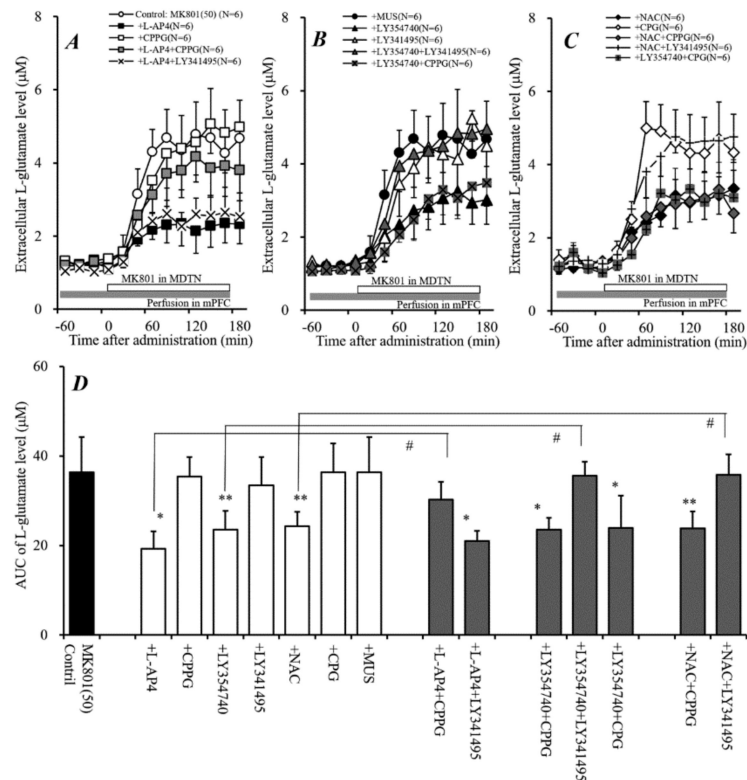 A
Control: MK801(50) (N=6)
+L-AP4(N=6)
+CPPG(N=6)
+L-AP4+CPPG(N=6)
+L-AP4+LY341495(N=6)
Extracellular L-glutamate level (µM)
8
6
4
2
0
MK801 in MDTN
Perfusion in mPFC
-60 0 60 120 180
Time after administration (min)
B
+MUS(N=6)
+LY354740(N=6)
+LY341495(N=6)
+LY354740+LY341495(N=6)
+LY354740+CPPG(N=6)
Extracellular L-glutamate level (µM)
8
6
4
2
0
MK801 in MDTN
Perfusion in mPFC
-60 0 60 120 180
Time after administration (min)
C
+NAC(N=6)
+CPG(N=6)
+NAC+CPPG(N=6)
+NAC+LY341495(N=6)
LY354740+CPG(N=6)
Extracellular L-glutamate level (µM)
8
6
4
2
0
MK801 in MDTN
Perfusion in mPFC
-60 0 60 120 180
Time after administration (min)
D
AUC of L-glutamate level (µM)
60
40
20
0
# # #
* ** ** * * * **
MK801(50)
Contril
+L-AP4
+CPPG
+LY354740
+LY341495
+NAC
+CPG
+MUS
+L-AP4+CPPG
+L-AP4+LY341495
+LY354740+CPPG
+LY354740+LY341495
+LY354740+CPG
+NAC+CPPG
+NAC+LY341495